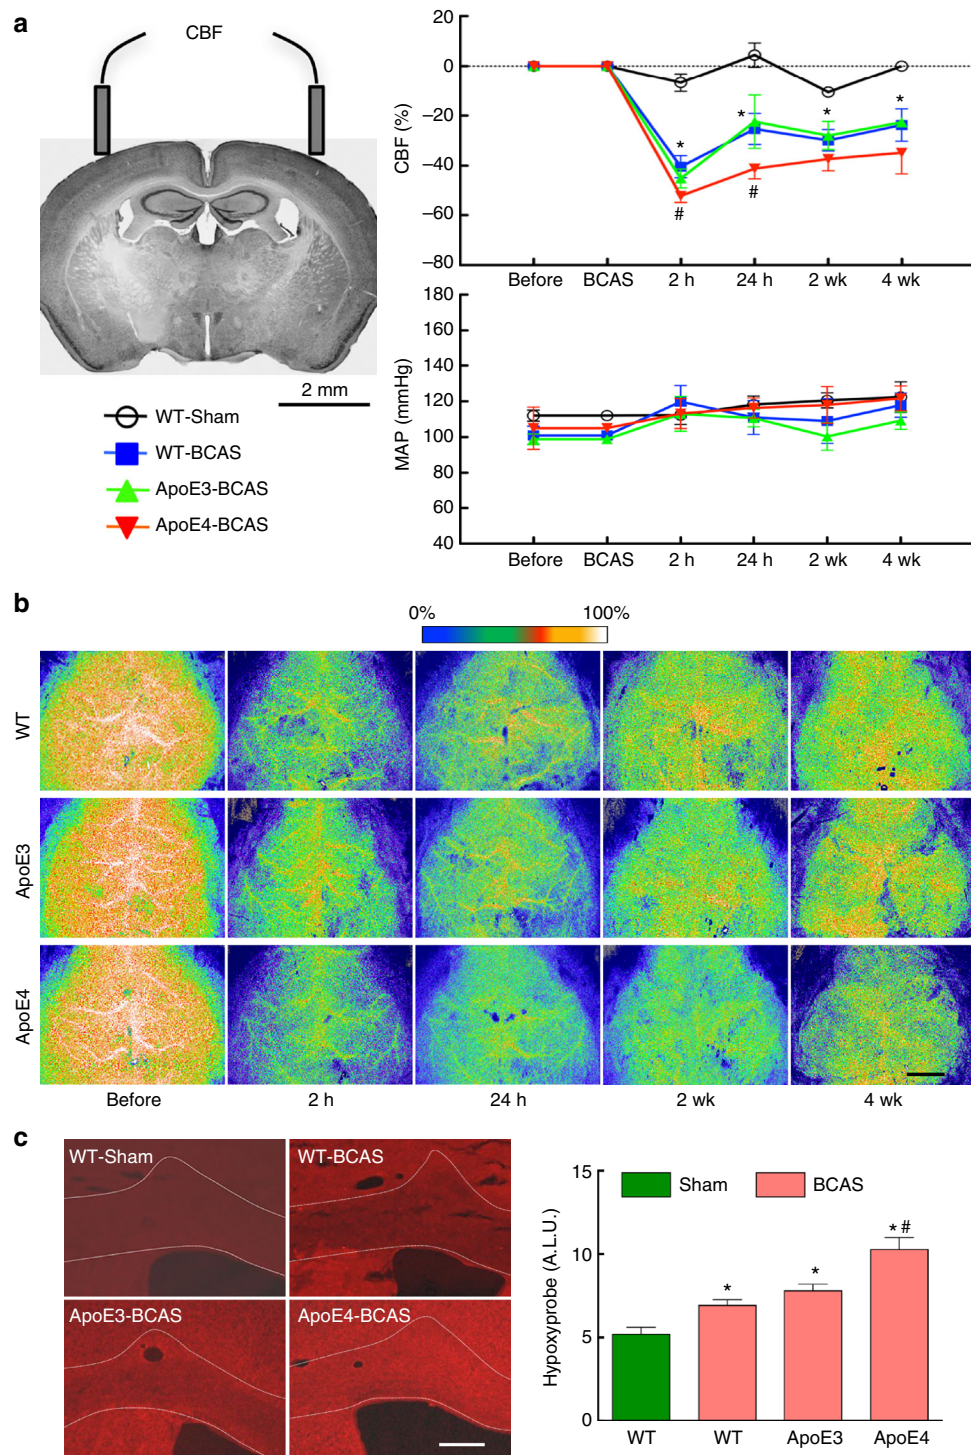 a
CBF
2 mm
WT-Sham
WT-BCAS
ApoE3-BCAS
ApoE4-BCAS
20
0
–20
–40
–60
–80
CBF (%)
* * * *
# #
Before BCAS 2 h 24 h 2 wk 4 wk
180
160
140
120
100
80
60
40
MAP (mmHg)
Before BCAS 2 h 24 h 2 wk 4 wk
b
0% 100%
WT
ApoE3
ApoE4
Before 2 h 24 h 2 wk 4 wk
c
WT-Sham WT-BCAS
ApoE3-BCAS ApoE4-BCAS
15
10
5
0
Hypoxyprobe (A.L.U.)
Sham BCAS
* * * #
WT WT ApoE3 ApoE4